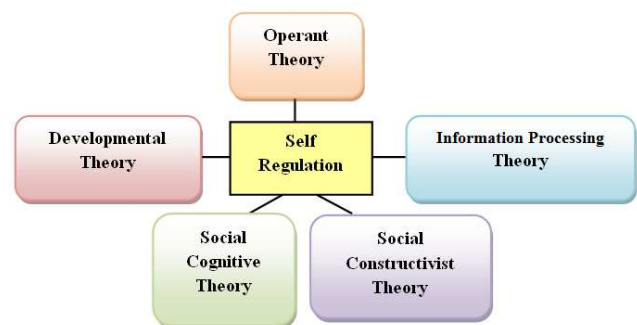 Operant
Theory
Developmental
Theory
Self
Regulation
Information Processing
Theory
Social
Cognitive
Theory
Social
Constructivist
Theory